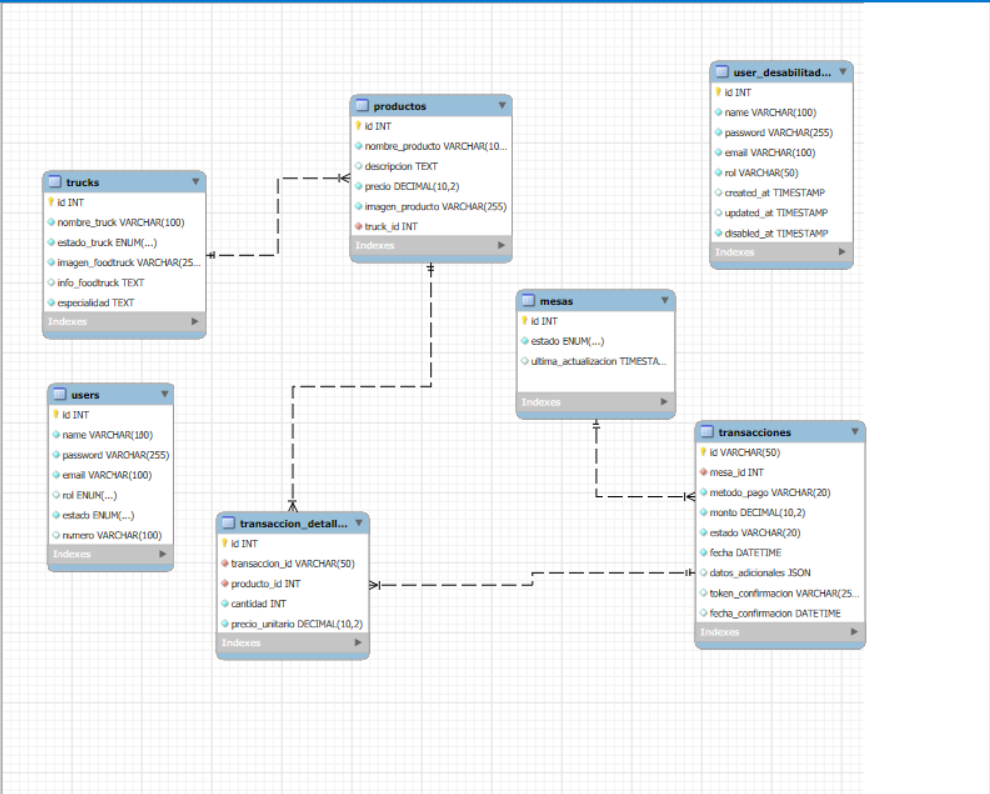 user_desabilitad...
id INT
name VARCHAR(100)
password VARCHAR(255)
email VARCHAR(100)
rol VARCHAR(50)
created_at TIMESTAMP
updated_at TIMESTAMP
disabled_at TIMESTAMP
Indexes
productos
id INT
nombre_producto VARCHAR(10...
descripcion TEXT
precio DECIMAL(10,2)
imagen_producto VARCHAR(255)
truck_id INT
Indexes
trucks
id INT
nombre_truck VARCHAR(100)
estado_truck ENUM(...)
imagen_foodtruck VARCHAR(25...
info_foodtruck TEXT
especialidad TEXT
Indexes
mesas
id INT
estado ENUM(...)
ultima_actualizacion TIMESTA...
Indexes
users
id INT
name VARCHAR(100)
password VARCHAR(255)
email VARCHAR(100)
rol ENUM(...)
estado ENUM(...)
numero VARCHAR(100)
Indexes
transacciones
id VARCHAR(50)
mesa_id INT
metodo_pago VARCHAR(20)
monto DECIMAL(10,2)
estado VARCHAR(20)
fecha DATETIME
datos_adicionales JSON
token_confirmacion VARCHAR(25...
fecha_confirmacion DATETIME
Indexes
transaccion_detall...
id INT
transaccion_id VARCHAR(50)
producto_id INT
cantidad INT
precio_unitario DECIMAL(10,2)
Indexes